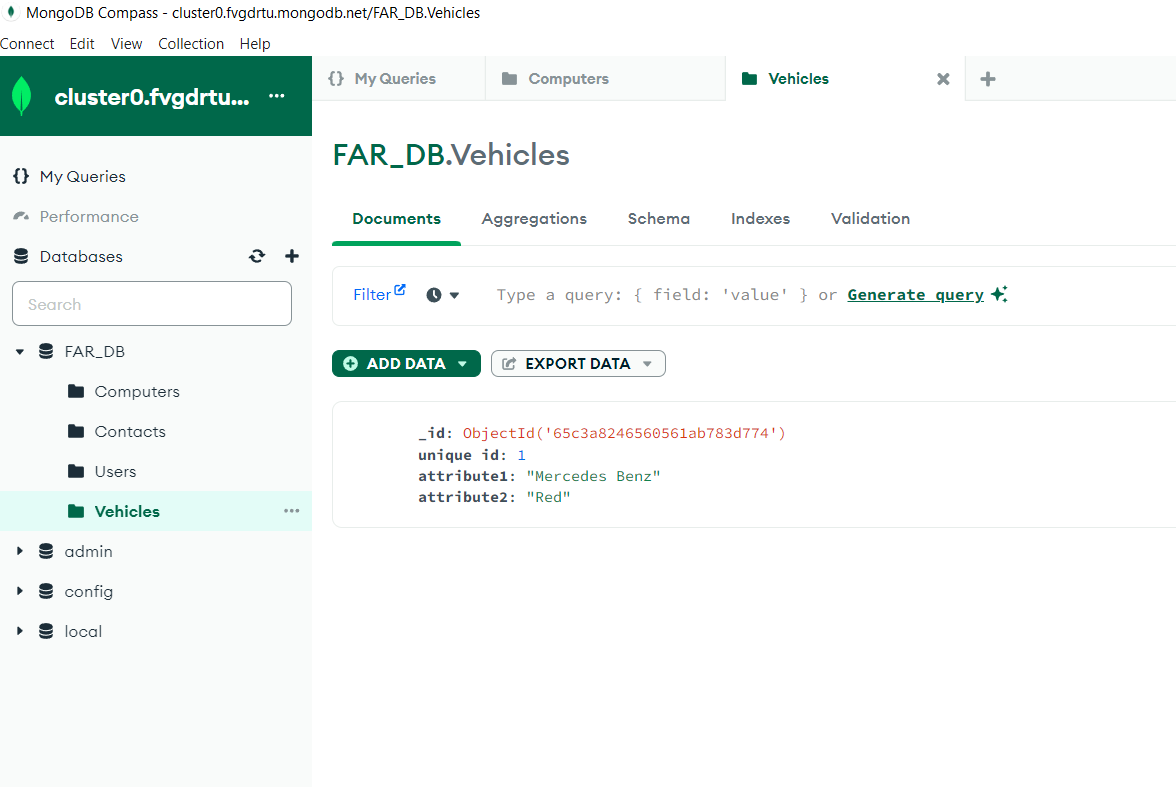 MongoDB Compass - cluster0.fvgdrtu.mongodb.net/FAR_DB.Vehicles
Connect Edit View Collection Help
cluster0.fvgdrtu... ...
{} My Queries
Performance
Databases
Search
FAR_DB
Computers
Contacts
Users
Vehicles ...
admin
config
local
{} My Queries Computers Vehicles
FAR_DB.Vehicles
Documents Aggregations Schema Indexes Validation
Filter Type a query: { field: 'value' } or Generate query
ADD DATA EXPORT DATA
_id: ObjectId('65c3a8246560561ab783d774')
unique id: 1
attribute1: "Mercedes Benz"
attribute2: "Red"